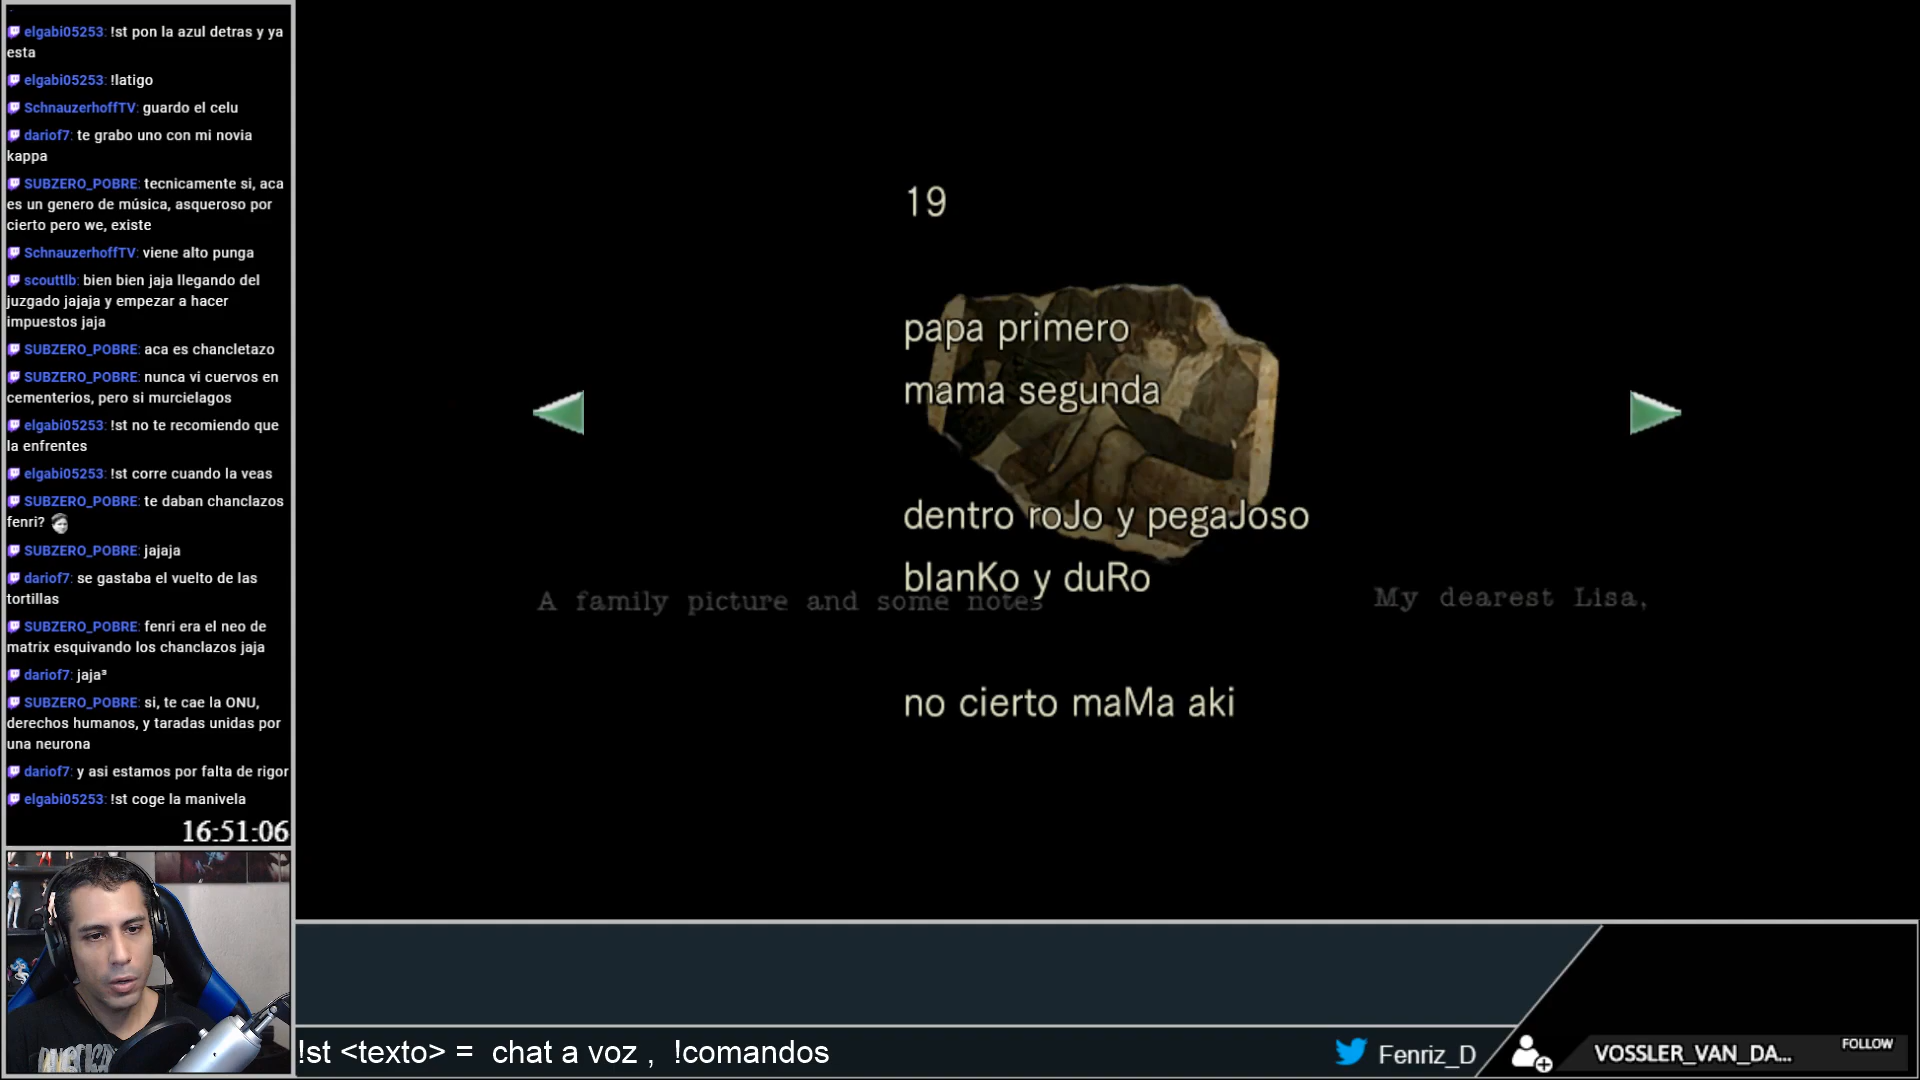 elgabi05253: !st pon la azul detras y ya
esta
elgabi05253: !latigo
SchnauzerhoffTV: guardo el celu
dariof7: te grabo uno con mi novia
kappa
SUBZERO_POBRE: tecnicamente si, aca
es un genero de música, asqueroso por
cierto pero we, existe
SchnauzerhoffTV: viene alto punga
scouttlb: bien bien jaja llegando del
juzgado jajaja y empezar a hacer
impuestos jaja
SUBZERO_POBRE: aca es chancletazo
SUBZERO_POBRE: nunca vi cuervos en
cementerios, pero si murcielagos
elgabi05253: !st no te recomiendo que
la enfrentes
elgabi05253: !st corre cuando la veas
SUBZERO_POBRE: te daban chanclazos
fenri?
SUBZERO_POBRE: jajaja
dariof7: se gastaba el vuelto de las
tortillas
SUBZERO_POBRE: fenri era el neo de
matrix esquivando los chanclazos jaja
dariof7: jaja³
SUBZERO_POBRE: si, te cae la ONU,
derechos humanos, y taradas unidas por
una neurona
dariof7: y asi estamos por falta de rigor
elgabi05253: !st coge la manivela
16:51:06
19
papa primero
mama segunda
dentro roJo y pegaJoso
blanKo y duRo
A family picture and some notes
My dearest Lisa,
no cierto maMa aki
!st <texto> = chat a voz , !comandos
Fenriz_D
VOSSLER_VAN_DA...
FOLLOW